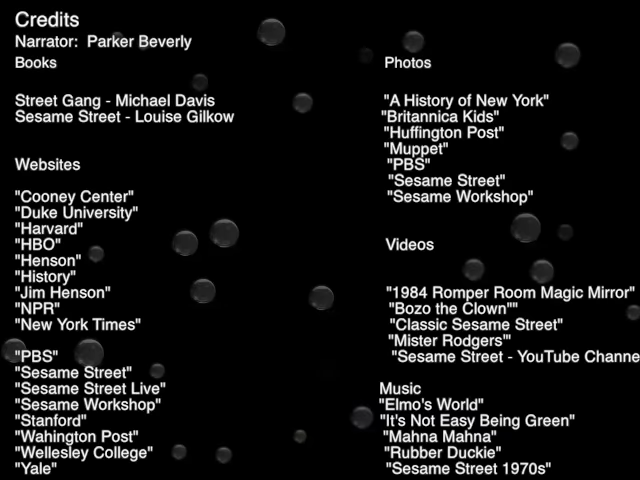 Credits
Narrator: Parker Beverly
Books
Street Gang - Michael Davis
Sesame Street - Louise Gilkow
Websites
"Cooney Center"
"Duke University"
"Harvard"
"HBO"
"Henson"
"History"
"Jim Henson"
"NPR"
"New York Times"
"PBS"
"Sesame Street"
"Sesame Street Live"
"Sesame Workshop"
"Stanford"
"Wahington Post"
"Wellesley College"
"Yale"
Photos
"A History of New York"
"Britannica Kids"
"Huffington Post"
"Muppet"
"PBS"
"Sesame Street"
"Sesame Workshop"
Videos
"1984 Romper Room Magic Mirror"
"Bozo the Clown""
"Classic Sesame Street"
"Mister Rodgers'"
"Sesame Street - YouTube Channe
Music
"Elmo's World"
"It's Not Easy Being Green"
"Mahna Mahna"
"Rubber Duckie"
"Sesame Street 1970s"